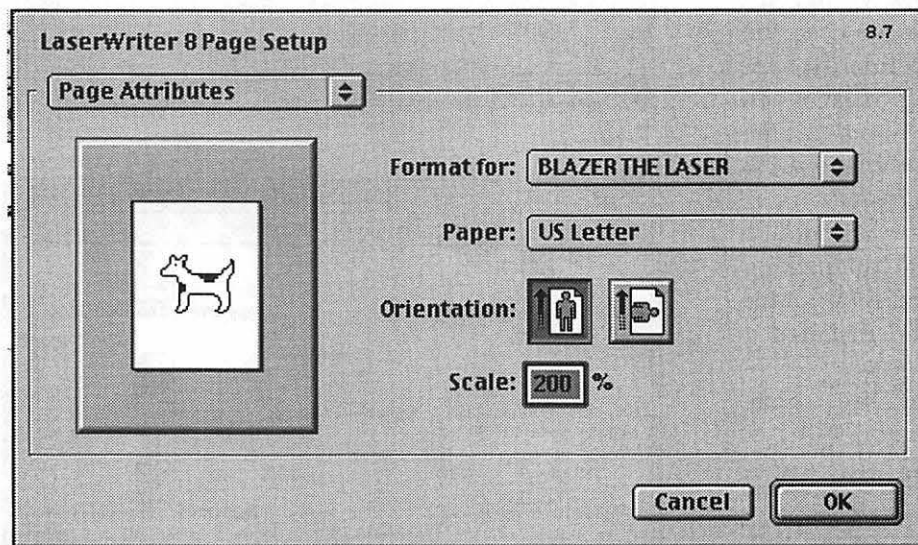 LaserWriter 8 Page Setup
8.7
Page Attributes
Format for: BLAZER THE LASER
Paper: US Letter
Orientation:
Scale: 200 %
Cancel OK